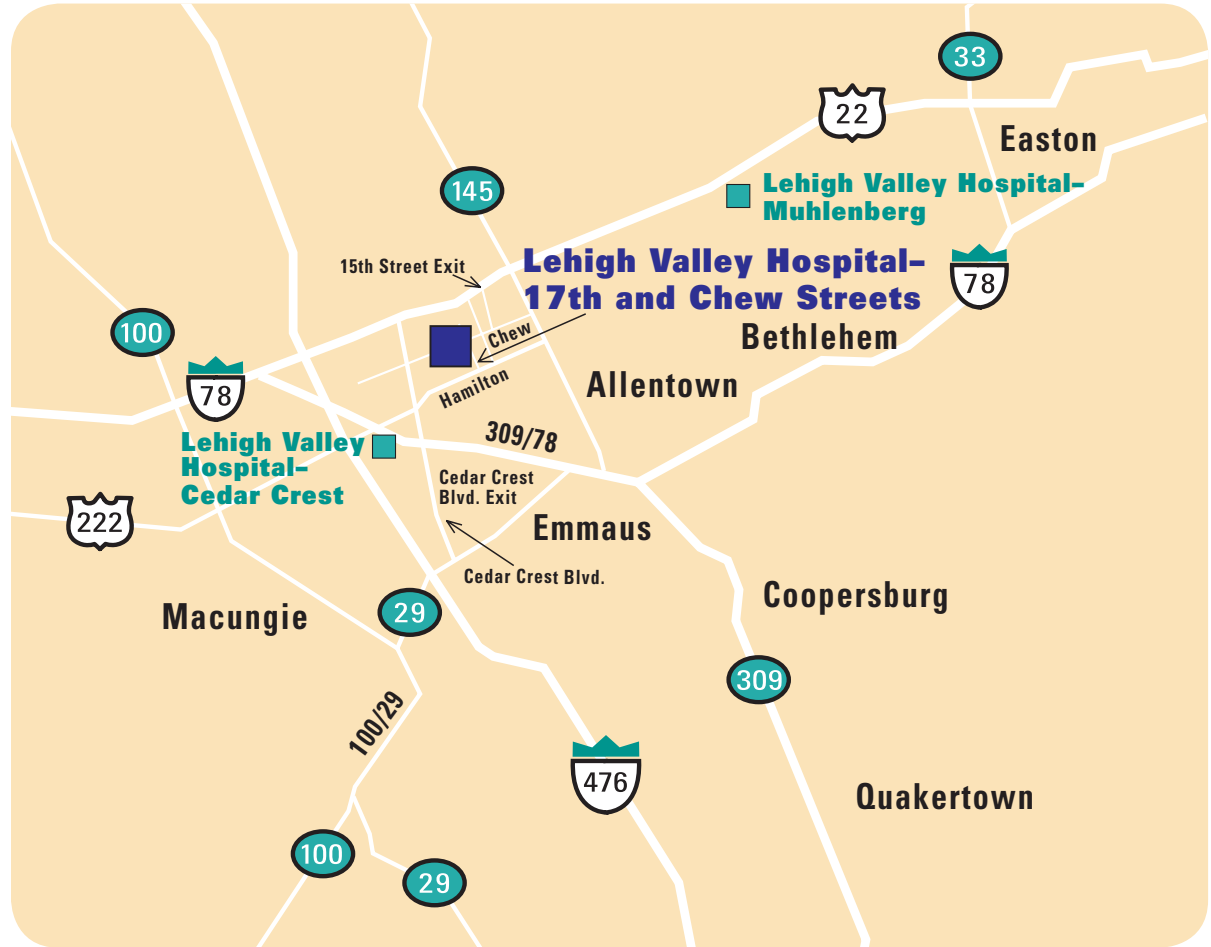 33
22
Easton
145
Lehigh Valley Hospital–
Muhlenberg
15th Street Exit
Lehigh Valley Hospital–
17th and Chew Streets
78
100
Chew
Bethlehem
78
Hamilton
Allentown
309/78
Lehigh Valley
Hospital–
Cedar Crest
Cedar Crest
Blvd. Exit
222
Emmaus
Cedar Crest Blvd.
Macungie
29
Coopersburg
309
100/29
476
Quakertown
100
29